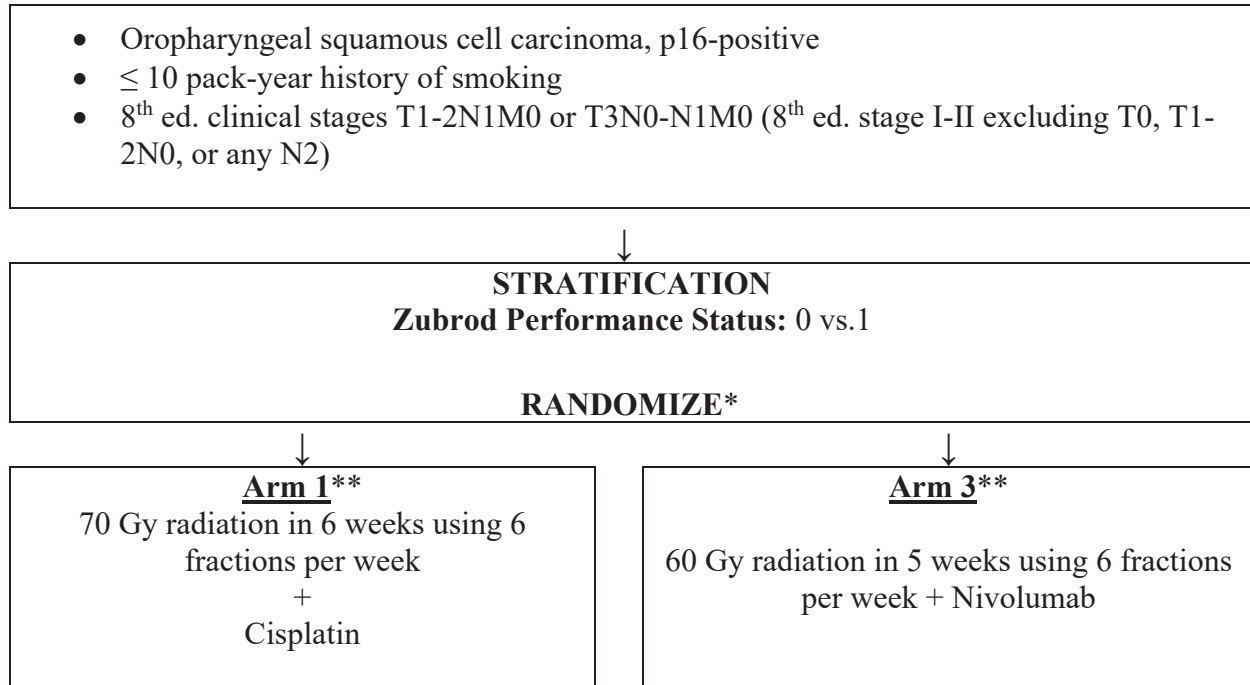 • Oropharyngeal squamous cell carcinoma, p16-positive
• ≤ 10 pack-year history of smoking
• 8th ed. clinical stages T1-2N1M0 or T3N0-N1M0 (8th ed. stage I-II excluding T0, T1-
2N0, or any N2)
↓
STRATIFICATION
Zubrod Performance Status: 0 vs.1
RANDOMIZE*
↓ ↓
Arm 1**
70 Gy radiation in 6 weeks using 6
fractions per week
+
Cisplatin
Arm 3**
60 Gy radiation in 5 weeks using 6 fractions
per week + Nivolumab